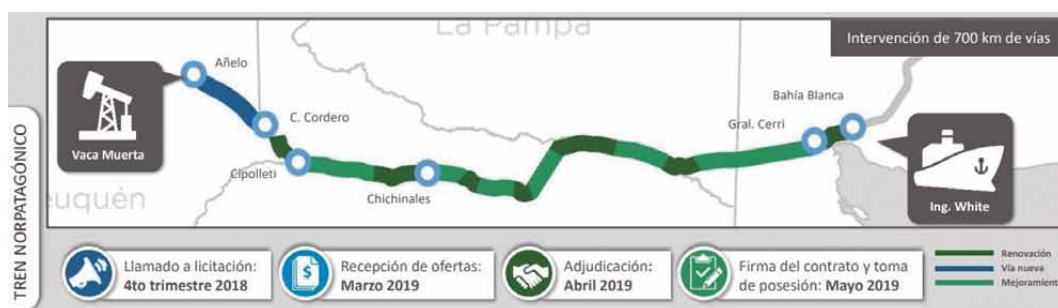 La Pampa
Intervención de 700 km de vías
Añelo
Bahía Blanca
C. Cordero
Gral. Cerri
Vaca Muerta
Cipolleti
Chichinales
Ing. White
euquén
TREN NORPATAGÓNICO
Llamado a licitación:
4to trimestre 2018
Recepción de ofertas:
Marzo 2019
Adjudicación:
Abril 2019
Firma del contrato y toma
de posesión: Mayo 2019
Renovación
Vía nueva
Mejoramien